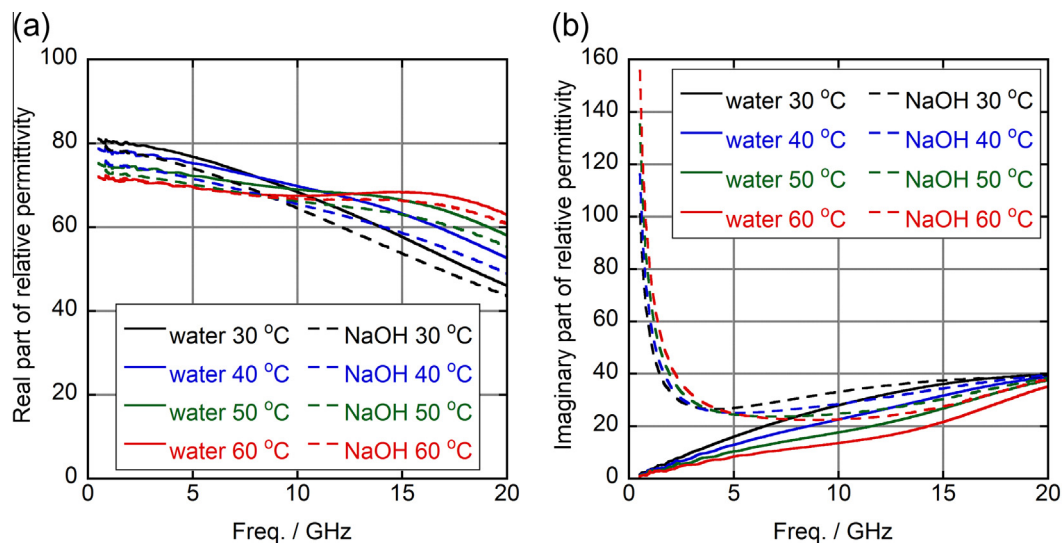 (a)
Real part of relative permittivity
100
80
60
40
20
0
water 30 °C
NaOH 30 °C
water 40 °C
NaOH 40 °C
water 50 °C
NaOH 50 °C
water 60 °C
NaOH 60 °C
0
5
10
15
20
Freq. / GHz
(b)
Imaginary part of relative permittivity
160
140
120
100
80
60
40
20
0
water 30 °C
NaOH 30 °C
water 40 °C
NaOH 40 °C
water 50 °C
NaOH 50 °C
water 60 °C
NaOH 60 °C
0
5
10
15
20
Freq. / GHz